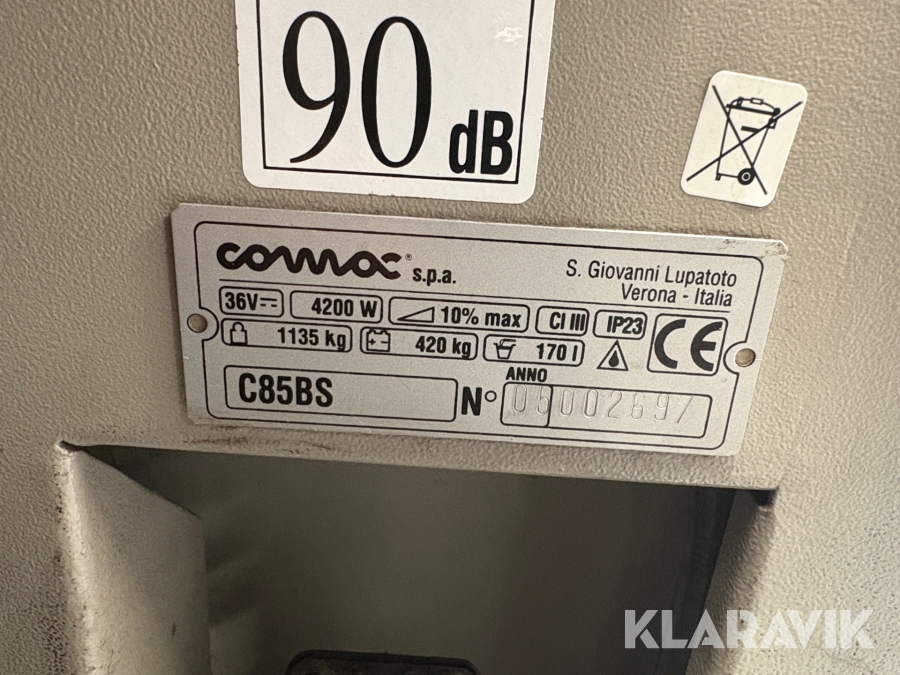 90 dB
comac® s.p.a.
S. Giovanni Lupatoto
Verona - Italia
36V 4200 W 10% max Cl III IP23
1135 kg 420 kg 170 l CE
ANNO
C85BS N° 05002697
KLARAVIK